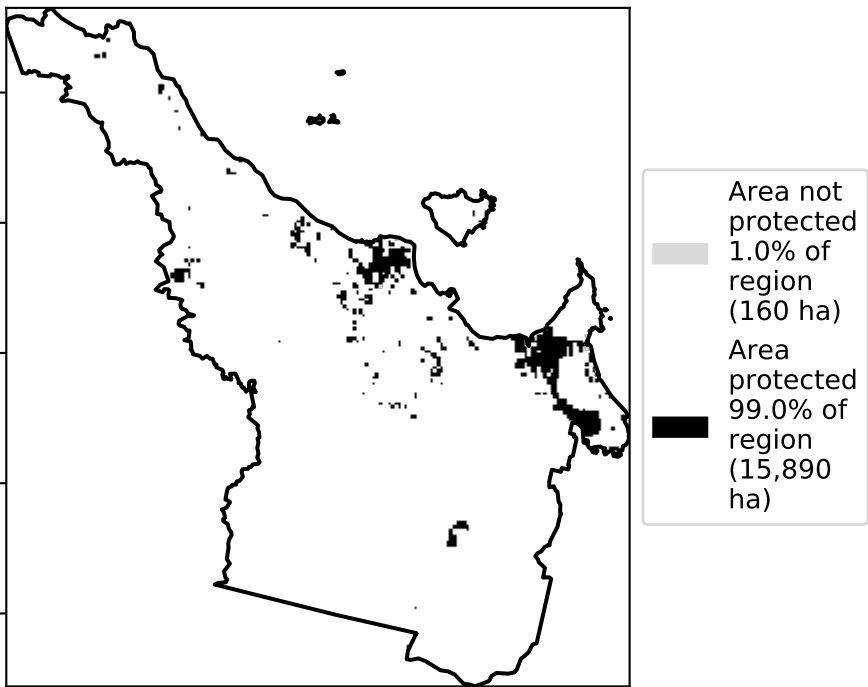 Area not
protected
1.0% of
region
(160 ha)
Area
protected
99.0% of
region
(15,890
ha)